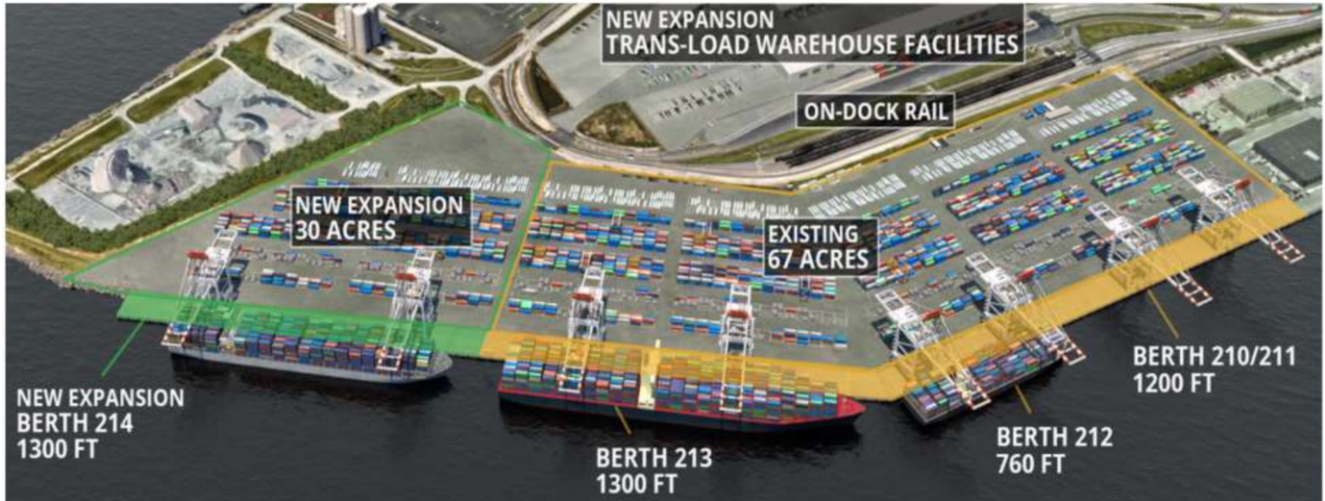 NEW EXPANSION
TRANS-LOAD WAREHOUSE FACILITIES
ON-DOCK RAIL
NEW EXPANSION
30 ACRES
EXISTING
67 ACRES
NEW EXPANSION
BERTH 214
1300 FT
BERTH 213
1300 FT
BERTH 212
760 FT
BERTH 210/211
1200 FT